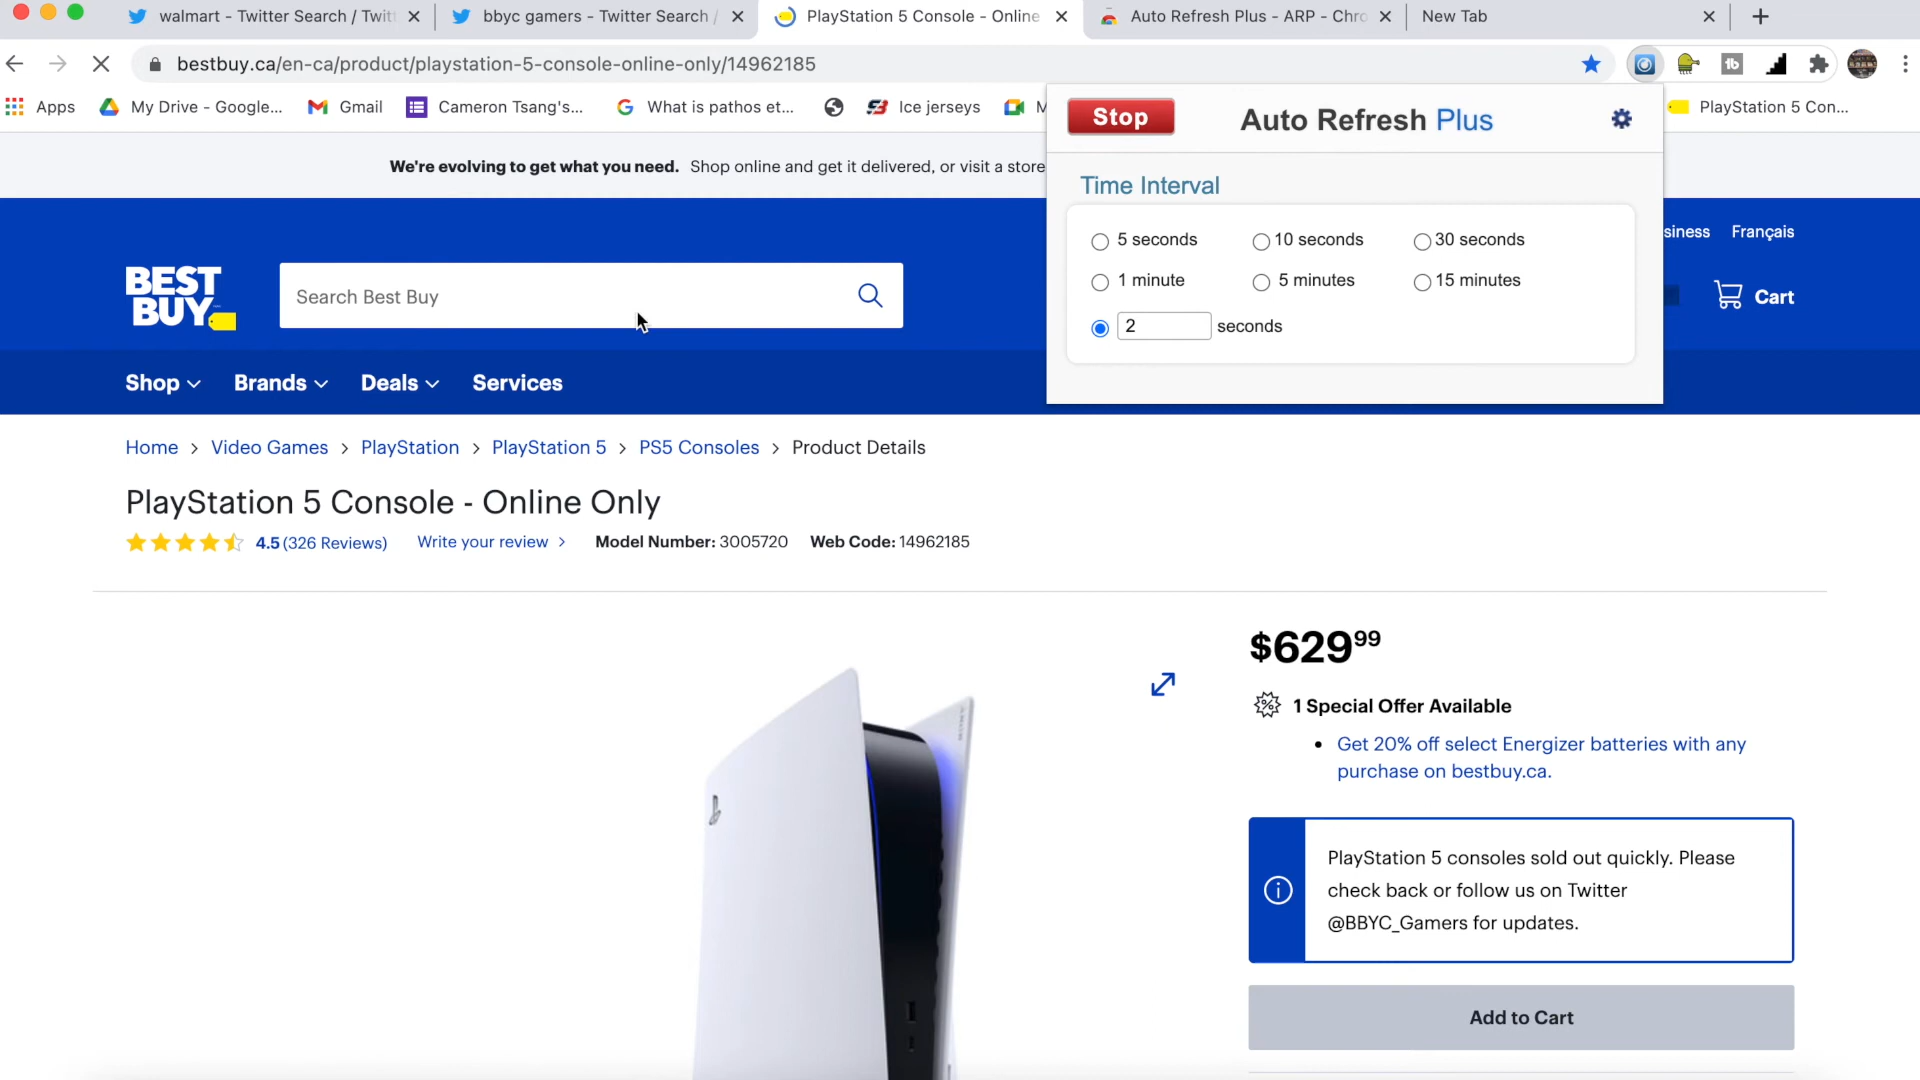 walmart - Twitter Search / Twit
bbyc gamers - Twitter Search /
PlayStation 5 Console - Online
Auto Refresh Plus - ARP - Chro
New Tab
bestbuy.ca/en-ca/product/playstation-5-console-online-only/14962185
Apps
My Drive - Google...
Gmail
Cameron Tsang's...
What is pathos et...
Ice jerseys
M
PlayStation 5 Con...
Stop
Auto Refresh Plus
Time Interval
5 seconds
10 seconds
30 seconds
1 minute
5 minutes
15 minutes
2 seconds
We're evolving to get what you need. Shop online and get it delivered, or visit a store
siness
Français
BEST
BUY
Search Best Buy
Cart
Shop
Brands
Deals
Services
Home > Video Games > PlayStation > PlayStation 5 > PS5 Consoles > Product Details
PlayStation 5 Console - Online Only
4.5 (326 Reviews)
Write your review >
Model Number: 3005720
Web Code: 14962185
$629.99
1 Special Offer Available
• Get 20% off select Energizer batteries with any
purchase on bestbuy.ca.
PlayStation 5 consoles sold out quickly. Please
check back or follow us on Twitter
@BBYC_Gamers for updates.
Add to Cart